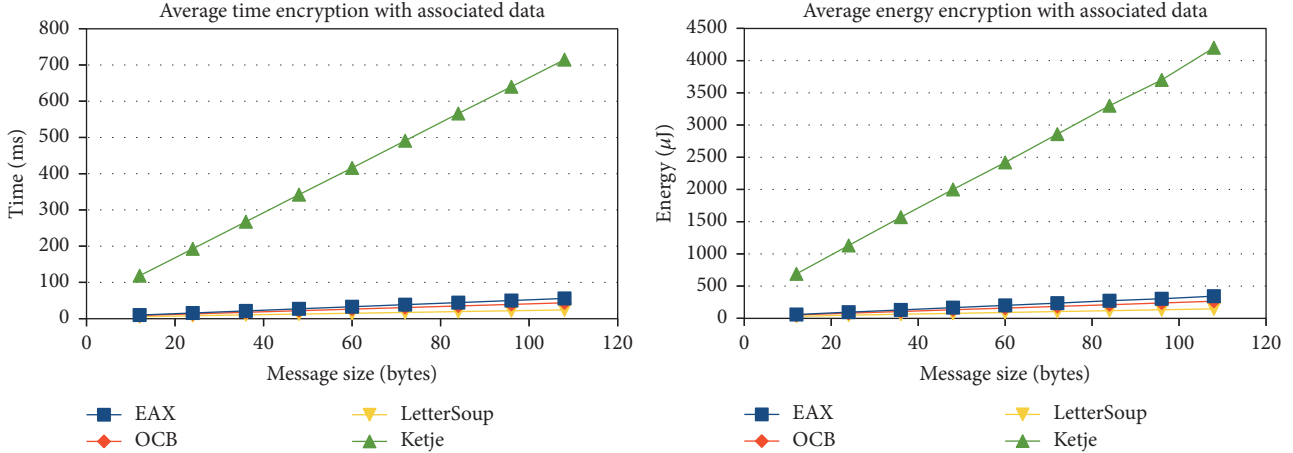 Average time encryption with associated data
800
700
600
500
400
300
200
100
0
Time (ms)
0 20 40 60 80 100 120
Message size (bytes)
EAX LetterSoup
OCB Ketje
Average energy encryption with associated data
4500
4000
3500
3000
2500
2000
1500
1000
500
0
Energy (μJ)
0 20 40 60 80 100 120
Message size (bytes)
EAX LetterSoup
OCB Ketje